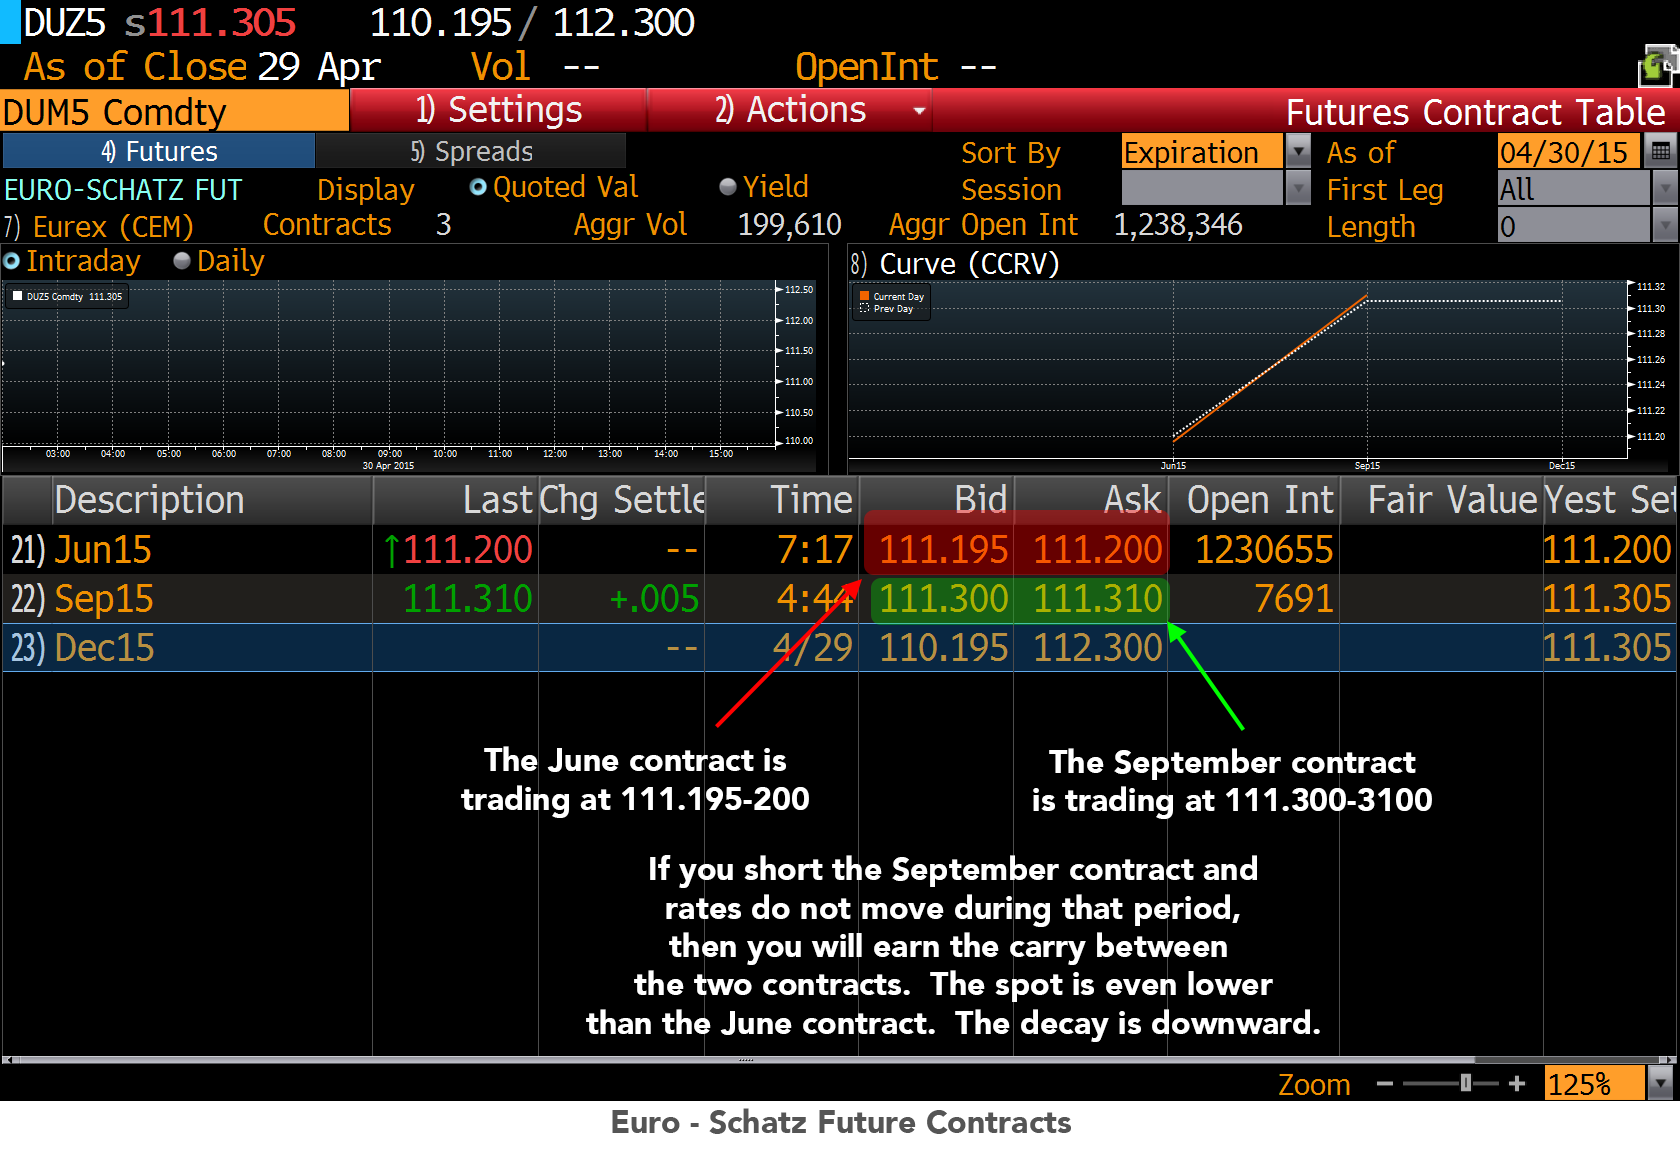 DUZ5 s111.305 110.195/ 112.300
As of Close 29 Apr Vol -- OpenInt --
DUM5 Comdty 1) Settings 2) Actions Futures Contract Table
4) Futures 5) Spreads Sort By Expiration As of 04/30/15
EURO-SCHATZ FUT Display Quoted Val Yield Session First Leg All
7) Eurex (CEM) Contracts 3 Aggr Vol 199,610 Aggr Open Int 1,238,346 Length 0
Intraday Daily
DUZ5 Comdty 111.305
112.50
112.00
111.50
111.00
110.50
110.00
03:00 04:00 05:00 06:00 07:00 08:00 09:00 10:00 11:00 12:00 13:00 14:00 15:00
30 Apr 2015
8) Curve (CCRV)
Current Day
Prev Day
111.32
111.30
111.28
111.26
111.24
111.22
111.20
Jun15 Sep15 Dec15
Description Last Chg Settle Time Bid Ask Open Int Fair Value Yest Set
21) Jun15 ↑111.200 -- 7:17 111.195 111.200 1230655 111.200
22) Sep15 111.310 +.005 4:44 111.300 111.310 7691 111.305
23) Dec15 -- 4/29 110.195 112.300 111.305
The June contract is
trading at 111.195-200
The September contract
is trading at 111.300-3100
If you short the September contract and
rates do not move during that period,
then you will earn the carry between
the two contracts. The spot is even lower
than the June contract. The decay is downward.
Zoom − + 125%
Euro - Schatz Future Contracts